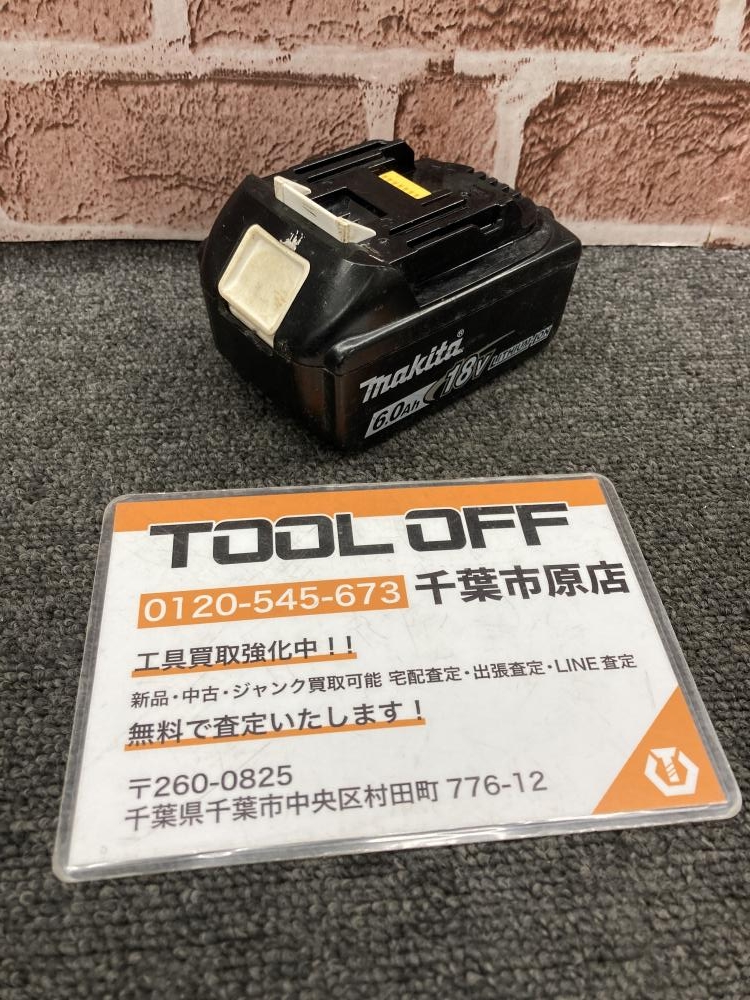 makita®
6.0Ah 18V LITHIUM-ION
TOOL OFF
0120-545-673 千葉市原店
工具買取強化中!!
新品・中古・ジャンク買取可能 宅配査定・出張査定・LINE査定
無料で査定いたします!
〒260-0825
千葉県千葉市中央区村田町 776-12